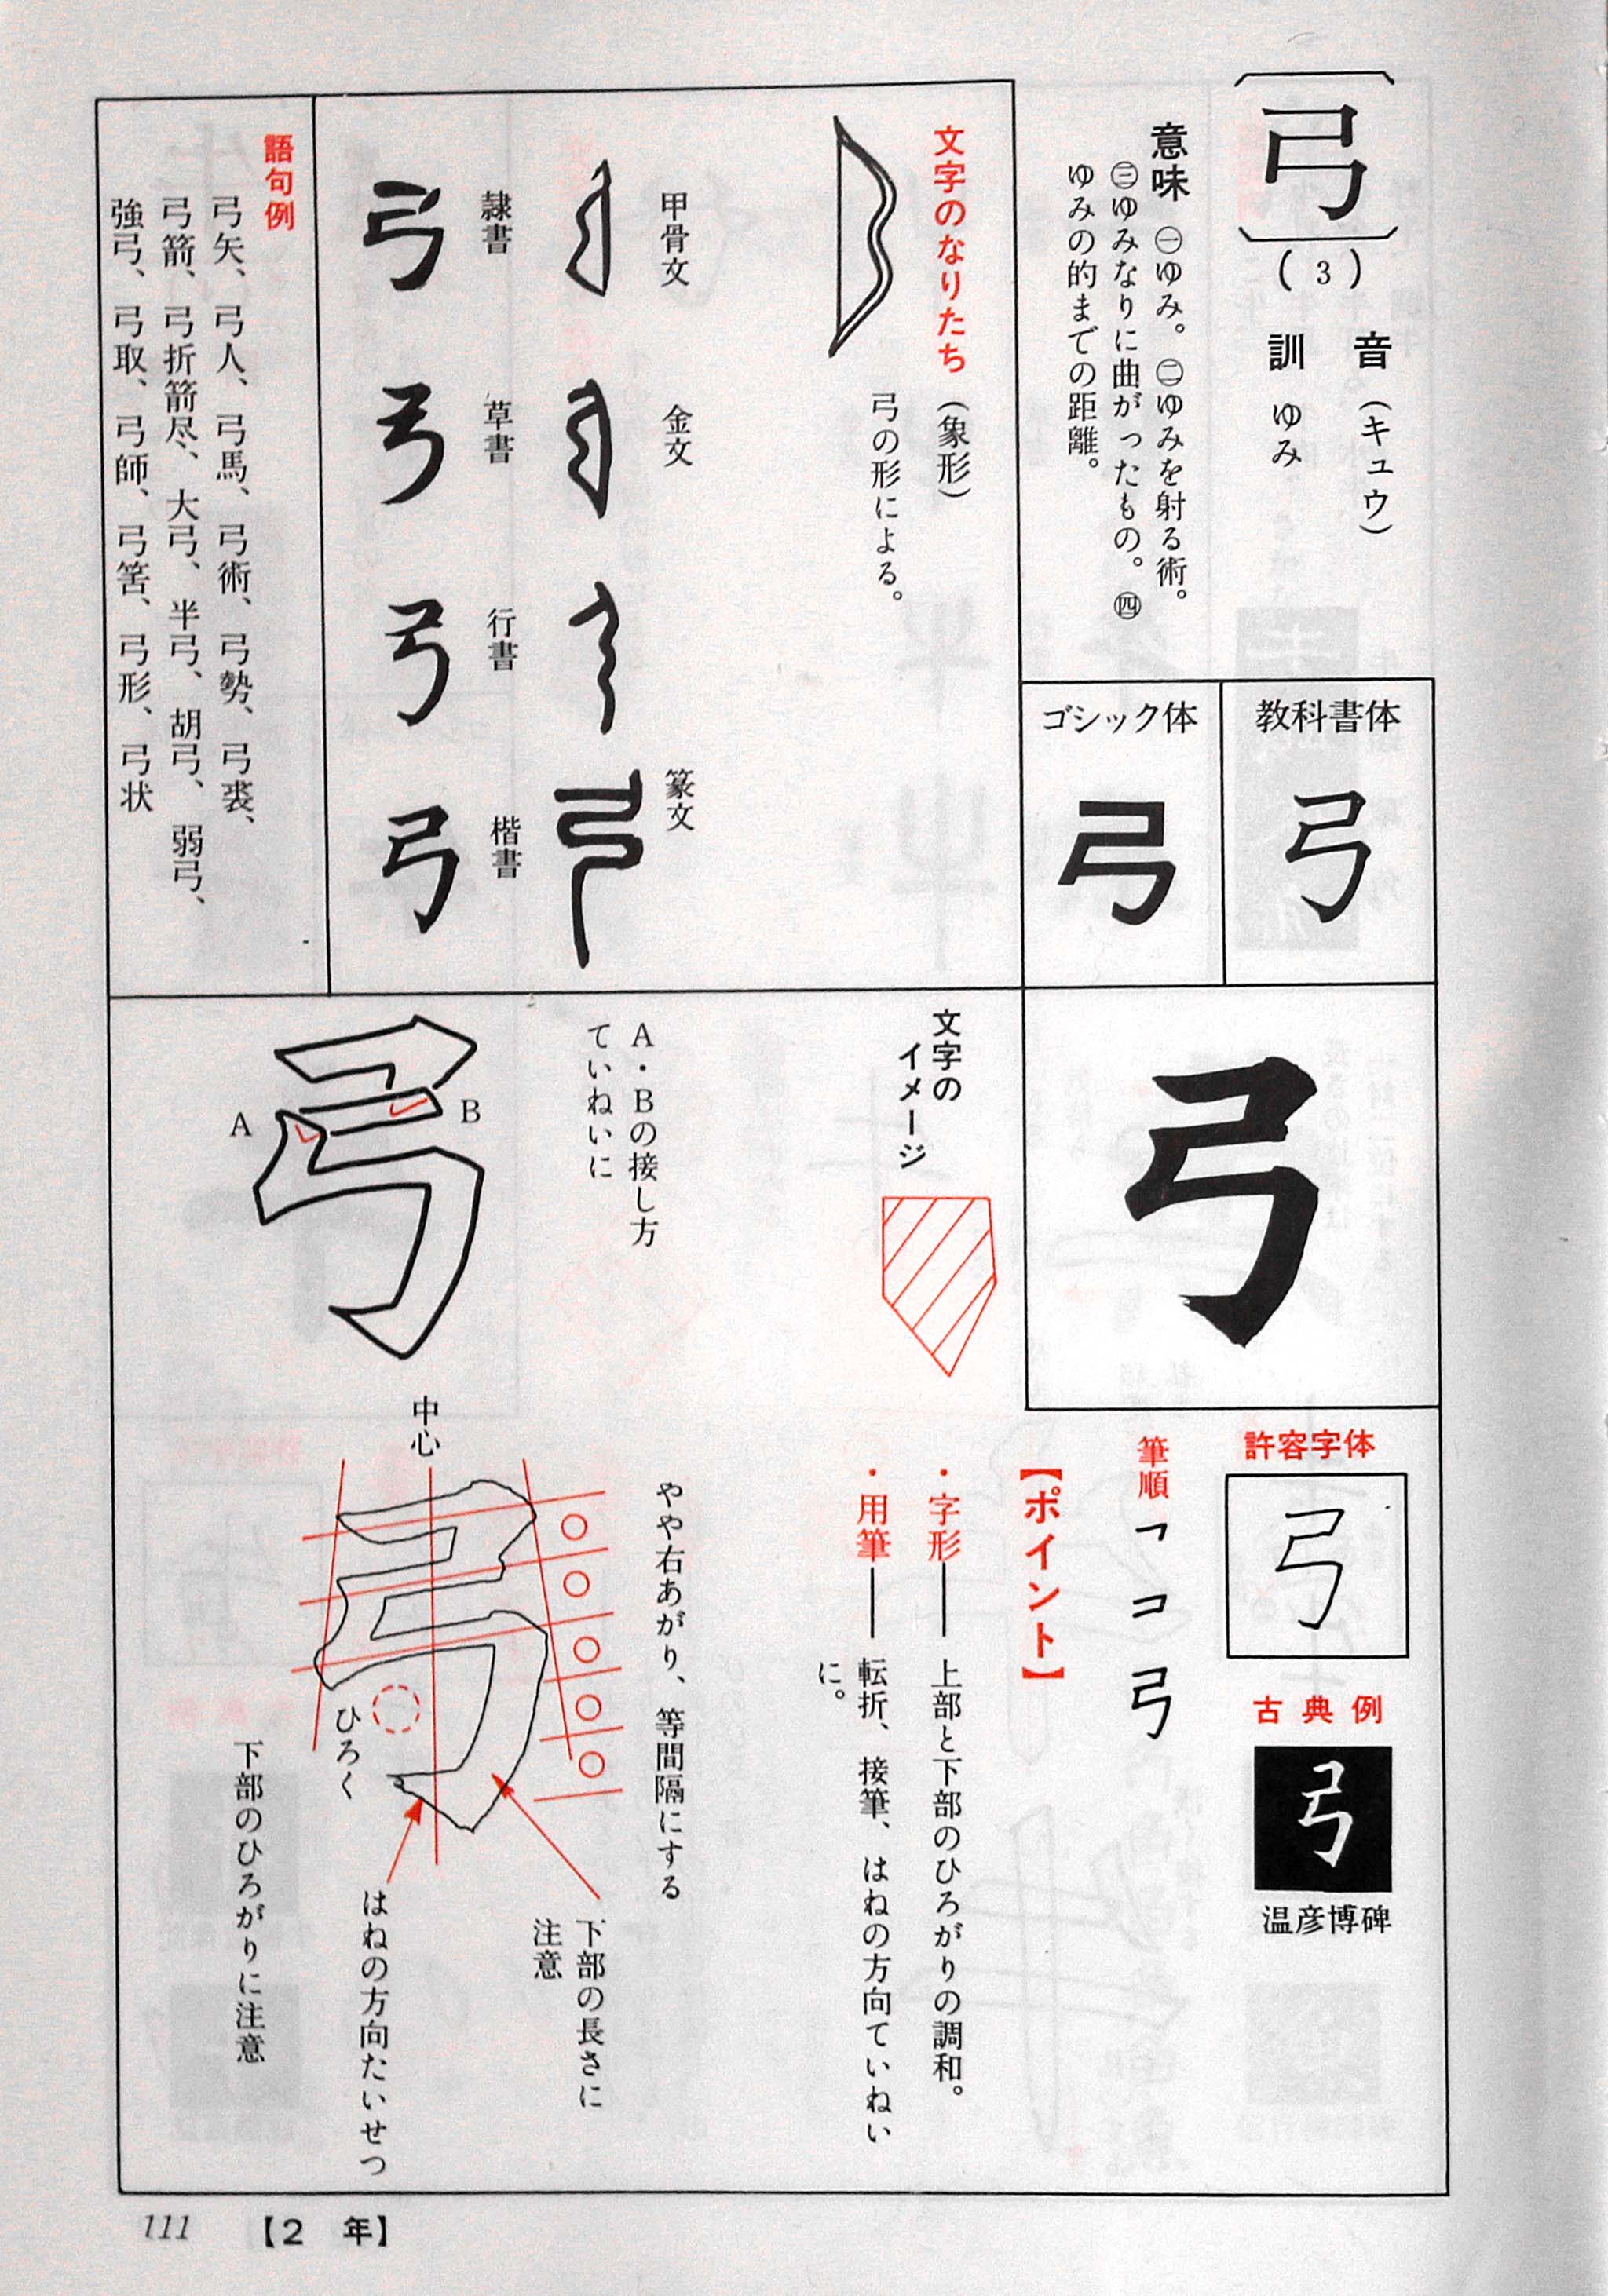 弓
(3)
音 (キュウ)
訓 ゆみ
意味 ㊀ゆみ。㊁ゆみを射る術。
㊂ゆみなりに曲がったもの。㊃
ゆみの的までの距離。
教科書体
弓
ゴシック体
弓
弓
文字のなりたち (象形)
弓の形による。
甲骨文
金文
篆文
隷書
弓
草書
弓
行書
弓
楷書
弓
語句例
弓矢、弓人、弓馬、弓術、弓勢、弓裘、
弓箭、弓折箭尽、大弓、半弓、胡弓、弱弓、
強弓、弓取、弓師、弓筈、弓形、弓状
許容字体
弓
古典例
弓
温彦博碑
筆順
弓
【ポイント】
・字形――上部と下部のひろがりの調和。
・用筆――転折、接筆、はねの方向ていねい
に。
文字の
イメージ
A・Bの接し方
ていねいに
A
B
やや右あがり、等間隔にする
中心
下部の長さに
注意
はねの方向たいせつ
ひろく
下部のひろがりに注意
111
【2 年】